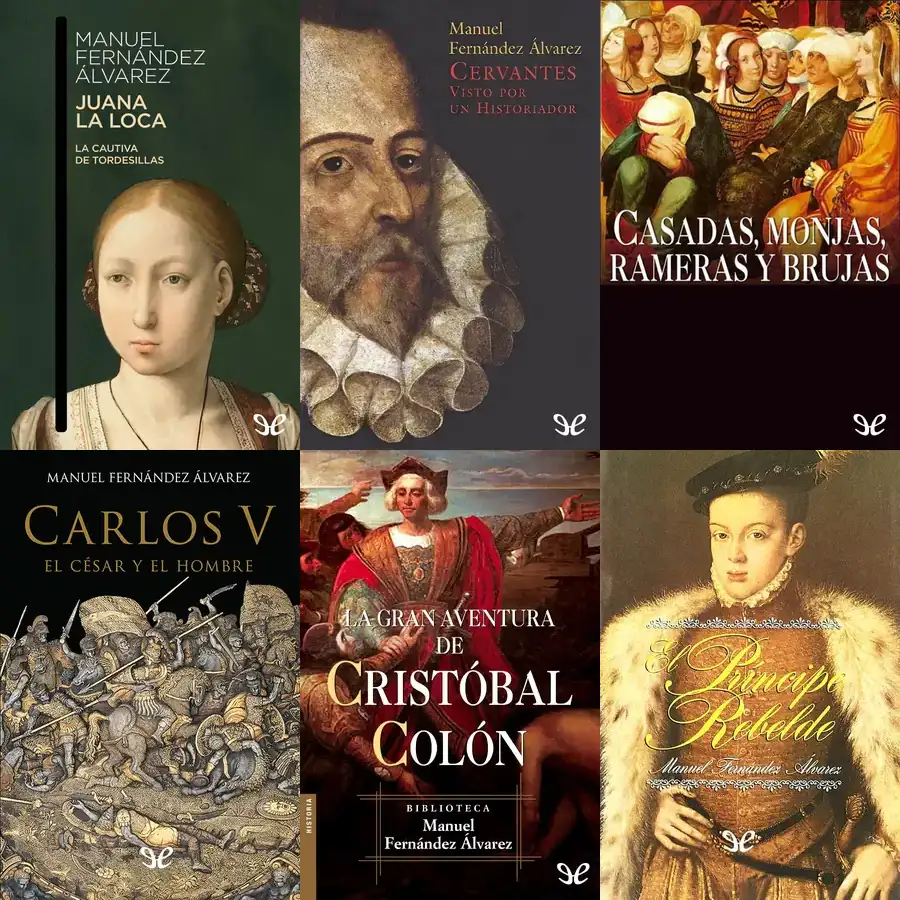 MANUEL
FERNÁNDEZ
ÁLVAREZ
JUANA
LA LOCA
LA CAUTIVA
DE TORDESILLAS
Manuel
Fernández Álvarez
CERVANTES
VISTO POR
UN HISTORIADOR
CASADAS, MONJAS,
RAMERAS Y BRUJAS
MANUEL FERNÁNDEZ ÁLVAREZ
CARLOS V
EL CÉSAR Y EL HOMBRE
LA GRAN AVENTURA
DE
CRISTÓBAL
COLÓN
HISTORIA
BIBLIOTECA
Manuel
Fernández Álvarez
El Príncipe
Rebelde
Manuel Fernández Álvarez